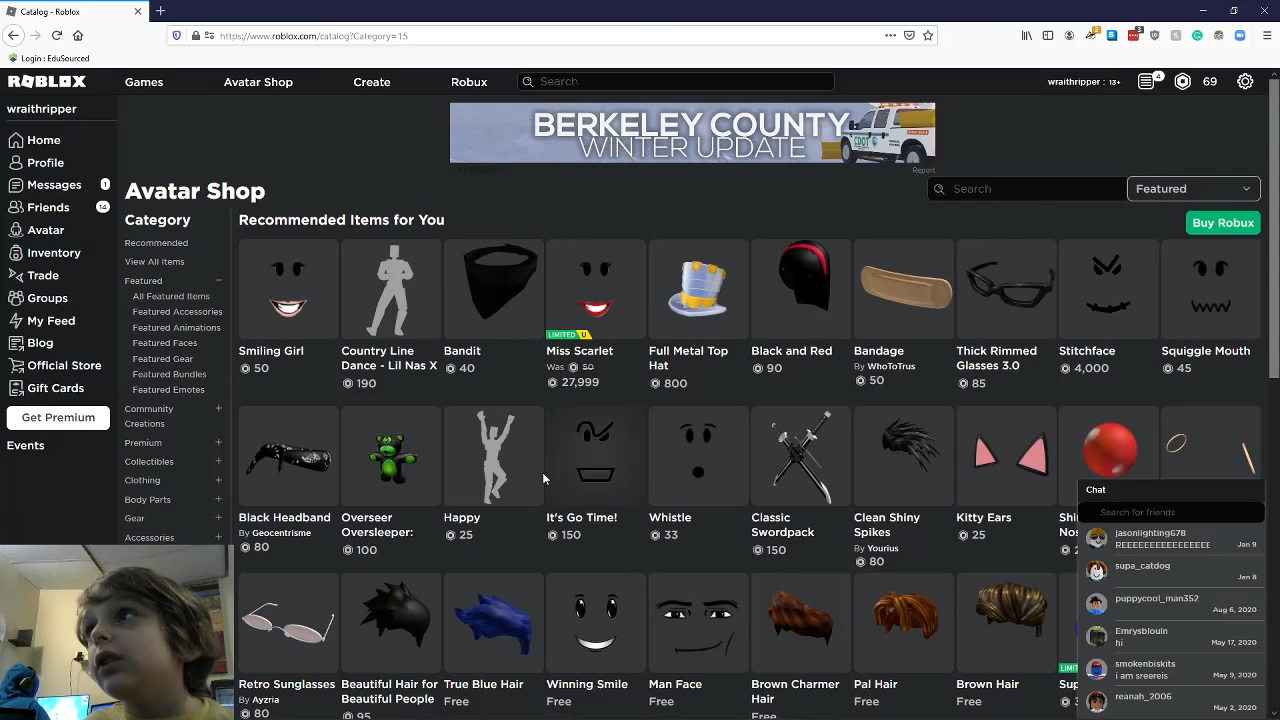 Catalog - Roblox
https://www.roblox.com/catalog?Category=15
Login : EduSourced
ROBLOX
Games
Avatar Shop
Create
Robux
Search
wraithripper : 13+
4
69
wraithripper
Home
Profile
Messages 1
Friends 14
Avatar
Inventory
Trade
Groups
My Feed
Blog
Official Store
Gift Cards
Get Premium
Events
BERKELEY COUNTY
WINTER UPDATE
CDOT
Report
Avatar Shop
Search
Featured
Category
Recommended
View All Items
Featured
All Featured Items
Featured Accessories
Featured Animations
Featured Faces
Featured Gear
Featured Bundles
Featured Emotes
Community
Creations
Premium
Collectibles
Clothing
Body Parts
Gear
Accessories
Recommended Items for You
Buy Robux
Smiling Girl
50
Country Line
Dance - Lil Nas X
190
Bandit
40
LIMITED U
Miss Scarlet
Was 50
27,999
Full Metal Top
Hat
800
Black and Red
90
Bandage
By WhoToTrus
50
Thick Rimmed
Glasses 3.0
85
Stitchface
4,000
Squiggle Mouth
45
Black Headband
By Geocentrisme
80
Overseer
Oversleeper:
100
Happy
25
It's Go Time!
150
Whistle
33
Classic
Swordpack
150
Clean Shiny
Spikes
By Yourius
80
Kitty Ears
25
Retro Sunglasses
By Ayzria
80
Beautiful Hair for
Beautiful People
95
True Blue Hair
Free
Winning Smile
Free
Man Face
Free
Brown Charmer
Hair
Free
Pal Hair
Free
Brown Hair
Free
Chat
Search for friends
jasonlighting678
REEEEEEEEEEEEEEEE
Jan 9
supa_catdog
Jan 8
puppycool_man352
Aug 6, 2020
Emrysblouin
hi
May 17, 2020
smokenbiskits
i am sreereis
May 9, 2020
reanah_2006
May 2, 2020